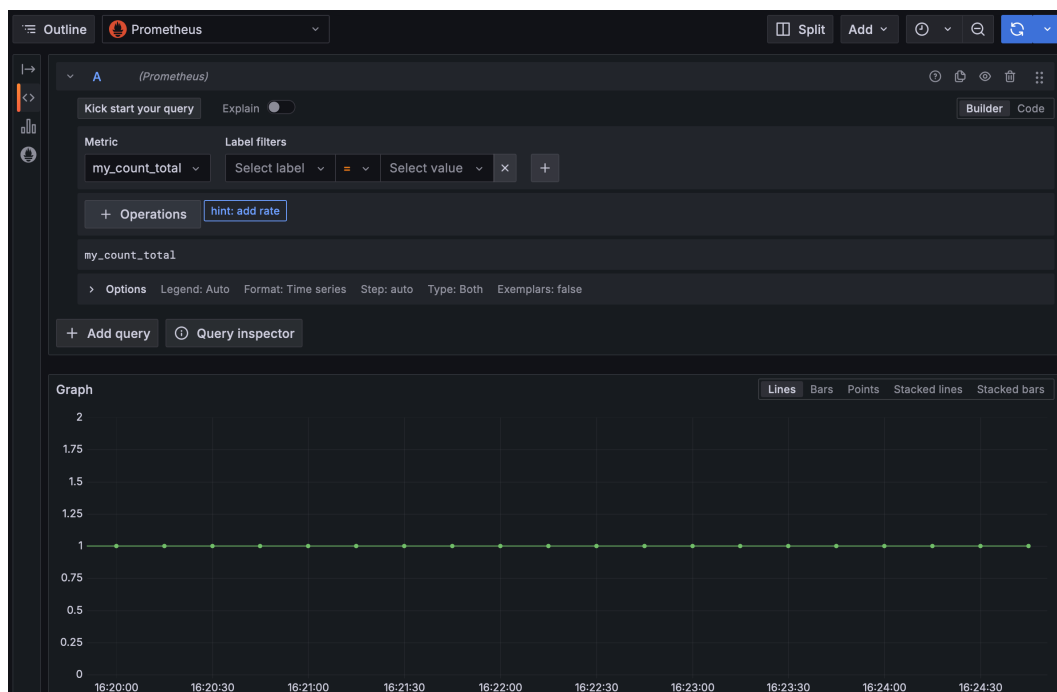 Outline Prometheus Split Add
A (Prometheus)
Kick start your query Explain Builder Code
Metric Label filters
my_count_total Select label = Select value × +
+ Operations hint: add rate
my_count_total
Options Legend: Auto Format: Time series Step: auto Type: Both Exemplars: false
+ Add query Query inspector
Graph Lines Bars Points Stacked lines Stacked bars
2
1.75
1.5
1.25
1
0.75
0.5
0.25
0
16:20:00 16:20:30 16:21:00 16:21:30 16:22:00 16:22:30 16:23:00 16:23:30 16:24:00 16:24:30